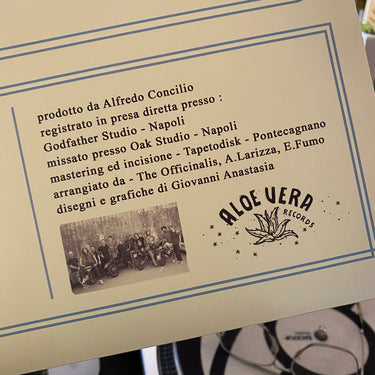 prodotto da Alfredo Concilio
registrato in presa diretta presso :
Godfather Studio - Napoli
missato presso Oak Studio - Napoli
mastering ed incisione - Tapetodisk - Pontecagnano
arrangiato da - The Officinalis, A.Larizza, E.Fumo
disegni e grafiche di Giovanni Anastasia
ALOE VERA
RECORDS